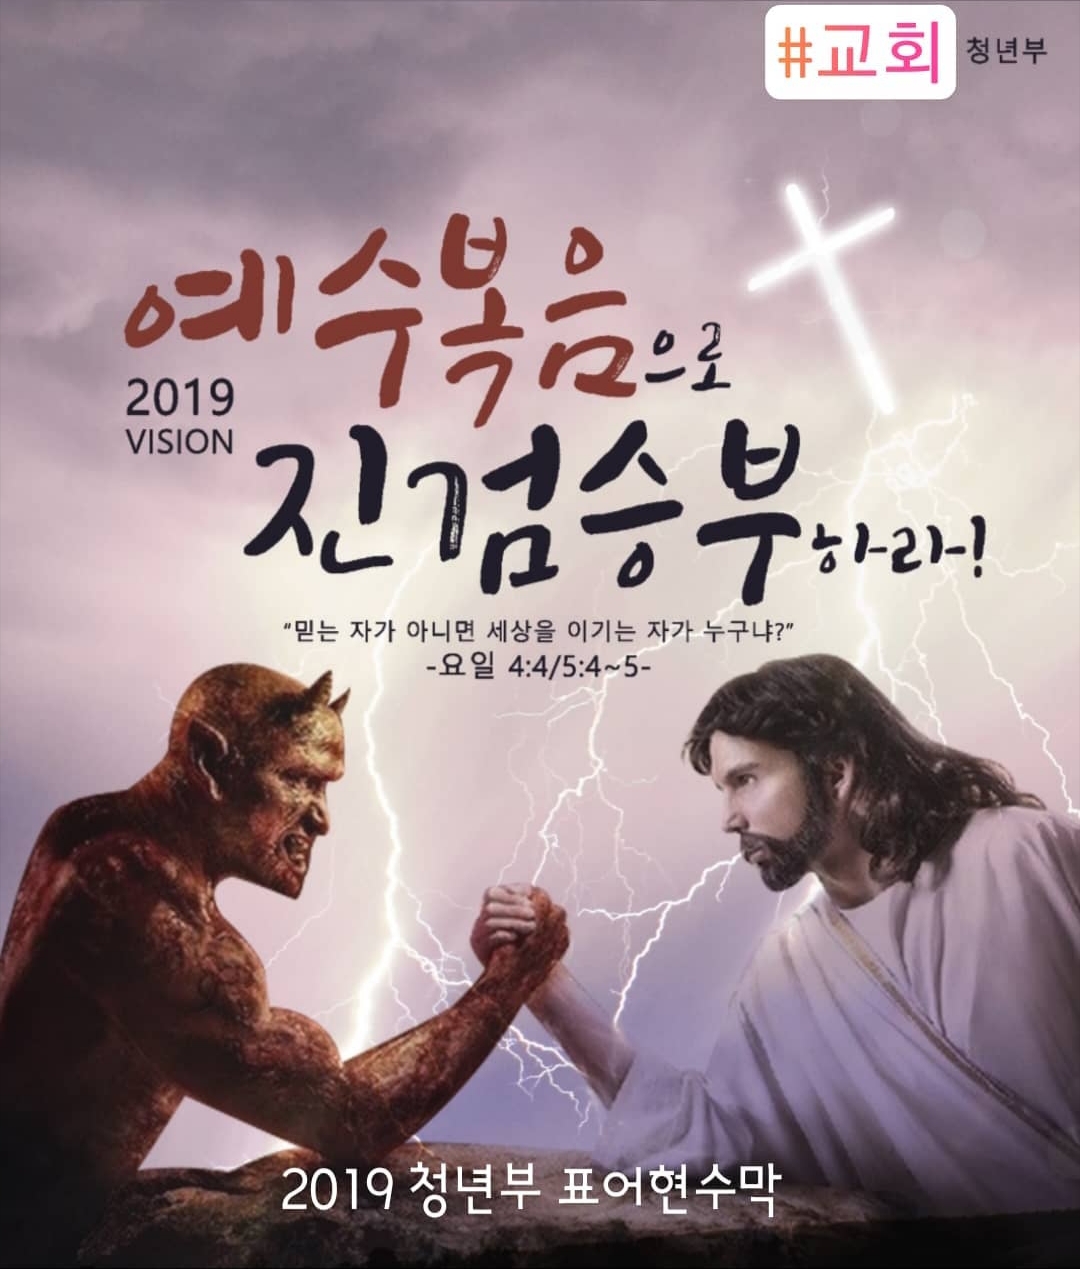 #교회 청년부
예수복음으로
2019
VISION
진검승부하라!
“믿는 자가 아니면 세상을 이기는 자가 누구냐?”
-요일 4:4/5:4~5-
2019 청년부 표어현수막